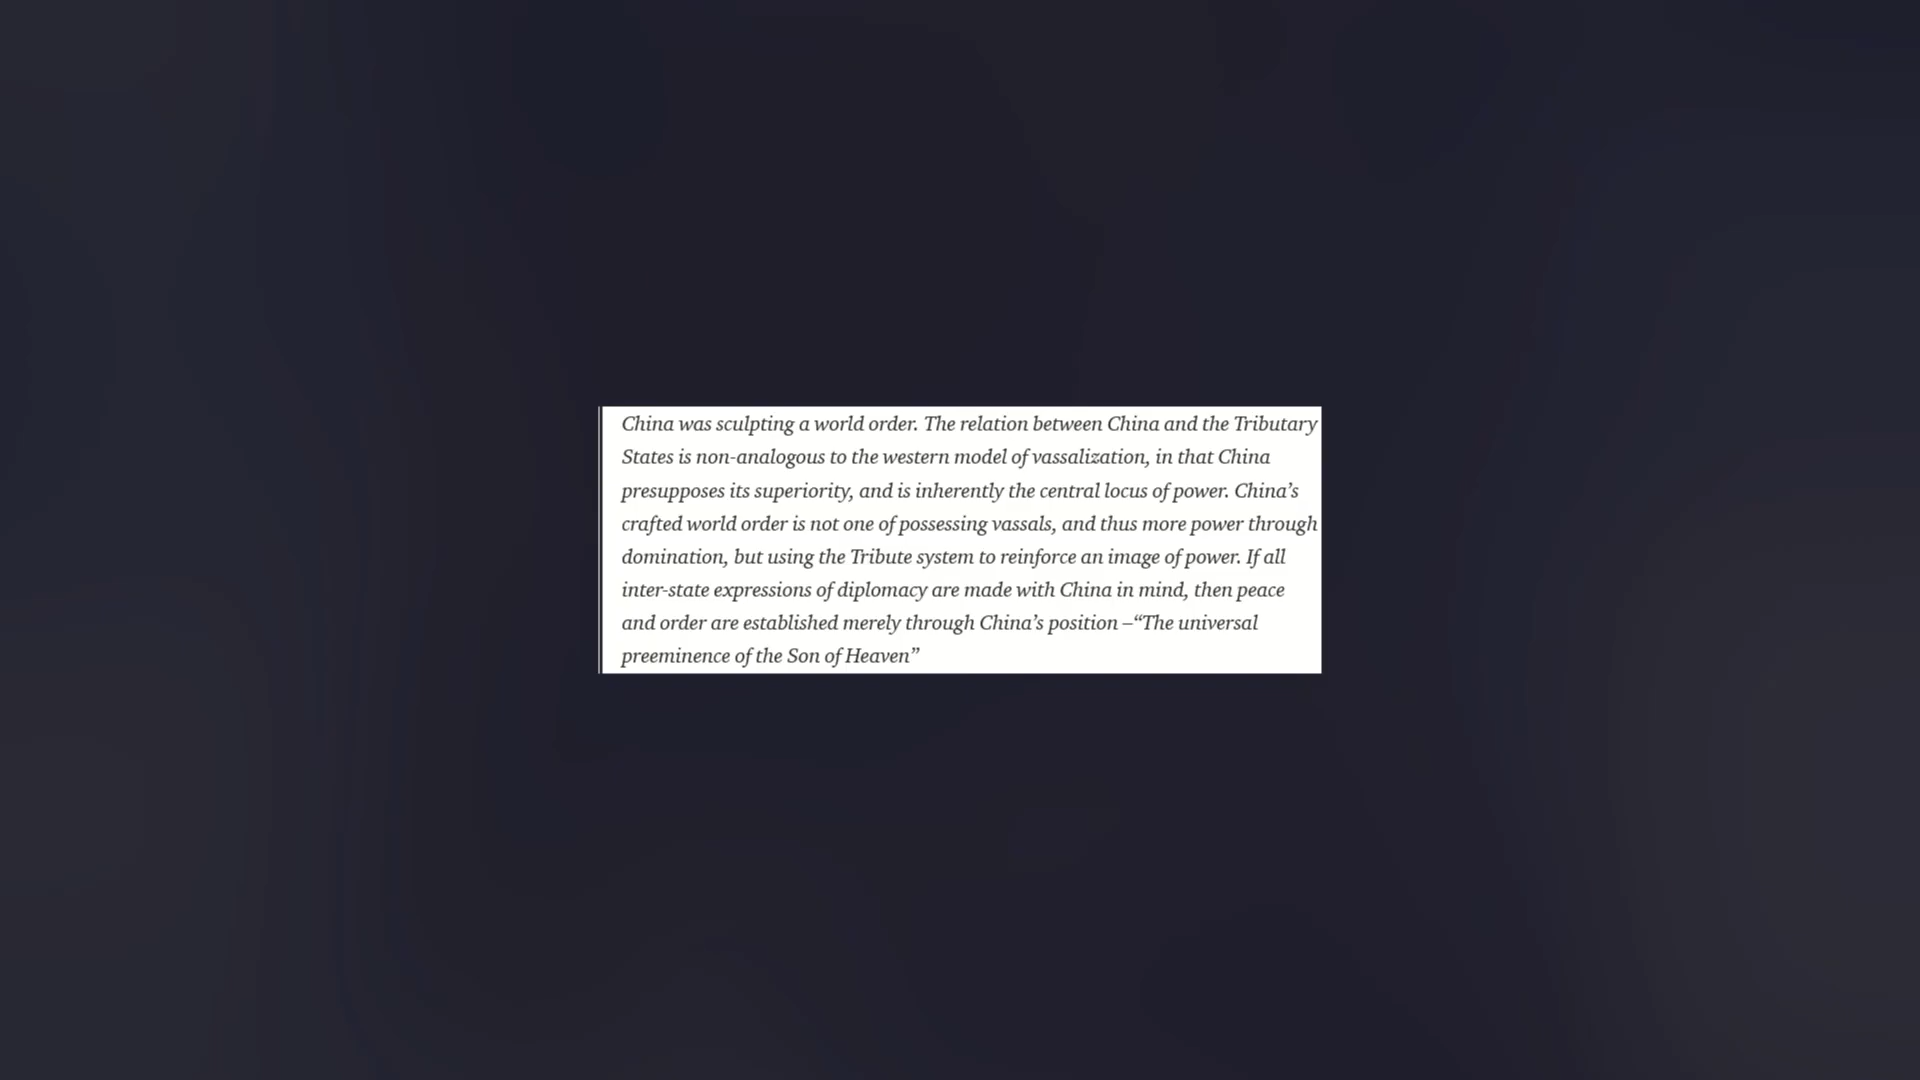 China was sculpting a world order. The relation between China and the Tributary
States is non-analogous to the western model of vassalization, in that China
presupposes its superiority, and is inherently the central locus of power. China’s
crafted world order is not one of possessing vassals, and thus more power through
domination, but using the Tribute system to reinforce an image of power. If all
inter-state expressions of diplomacy are made with China in mind, then peace
and order are established merely through China’s position –“The universal
preeminence of the Son of Heaven”